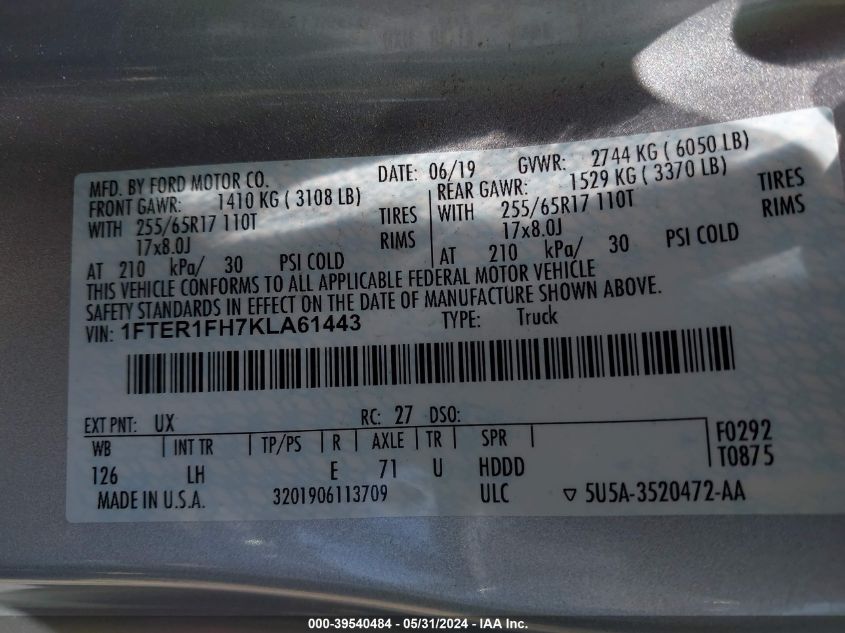 MFD. BY FORD MOTOR CO. DATE: 06/19 GVWR: 2744 KG ( 6050 LB)
FRONT GAWR: 1410 KG ( 3108 LB) REAR GAWR: 1529 KG ( 3370 LB)
WITH 255/65R17 110T TIRES WITH 255/65R17 110T TIRES
17x8.0J RIMS 17x8.0J RIMS
AT 210 kPa/ 30 PSI COLD AT 210 kPa/ 30 PSI COLD
THIS VEHICLE CONFORMS TO ALL APPLICABLE FEDERAL MOTOR VEHICLE
SAFETY STANDARDS IN EFFECT ON THE DATE OF MANUFACTURE SHOWN ABOVE.
VIN: 1FTER1FH7KLA61443 TYPE: Truck
EXT PNT: UX RC: 27 DSO:
WB INT TR TP/PS R AXLE TR SPR F0292
126 LH E 71 U HDDD T0875
MADE IN U.S.A. 3201906113709 ULC ▽ 5U5A-3520472-AA
000-39540484 - 05/31/2024 - IAA Inc.